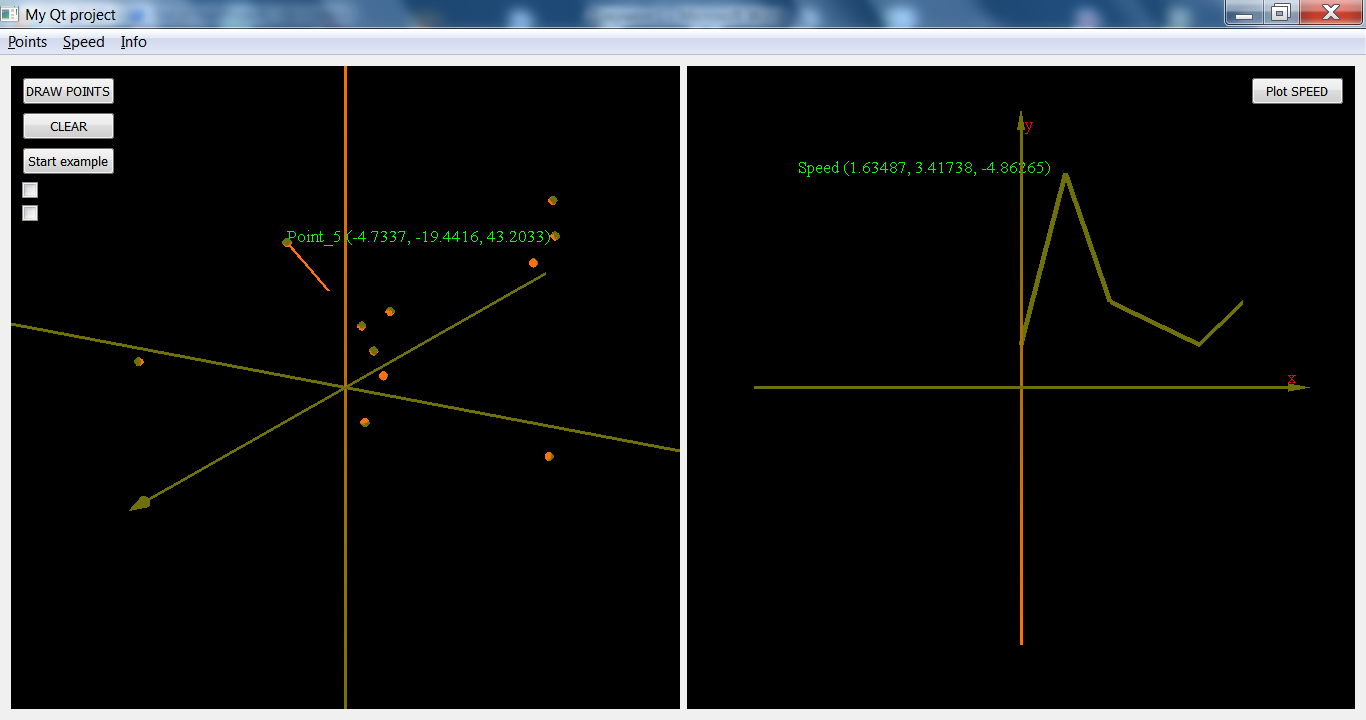 My Qt project
Points Speed Info
DRAW POINTS
CLEAR
Start example
Point_5 (-4.7337, -19.4416, 43.2033)
Plot SPEED
y
Speed (1.63487, 3.41738, -4.86265)
x